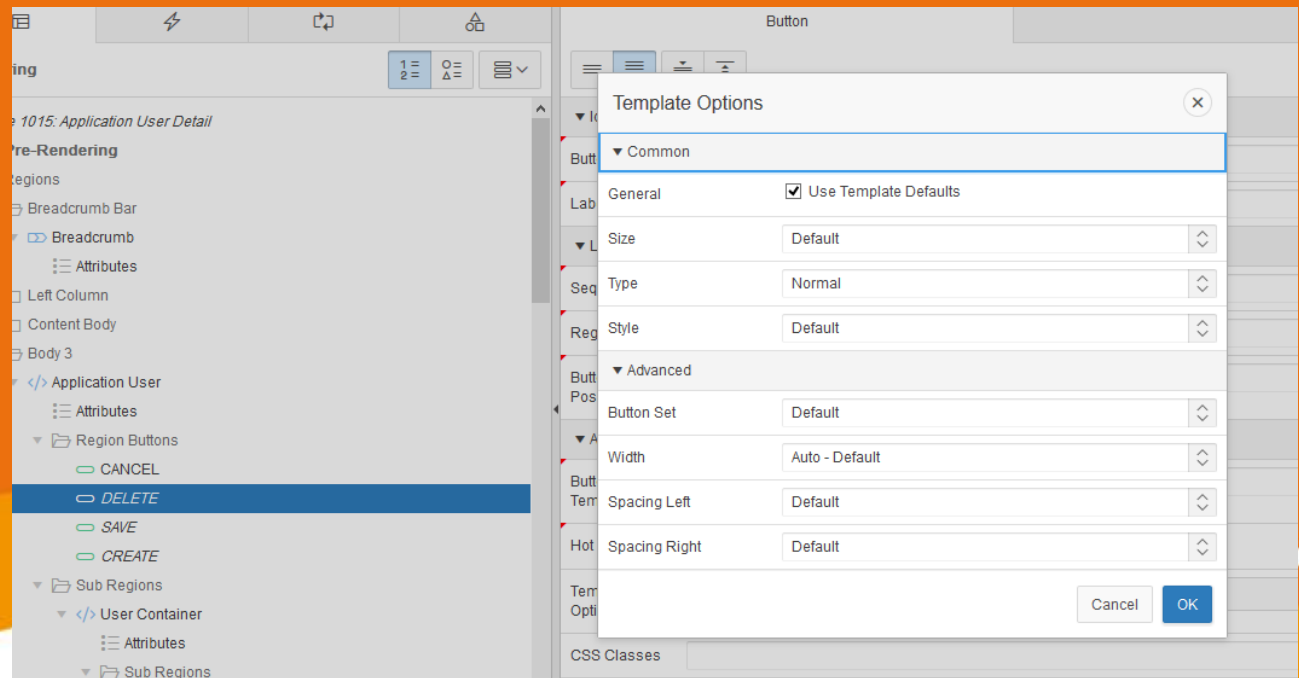 Button
ring
1
2
e 1015: Application User Detail
Pre-Rendering
Regions
Breadcrumb Bar
Breadcrumb
Attributes
Left Column
Content Body
Body 3
Application User
Attributes
Region Buttons
CANCEL
DELETE
SAVE
CREATE
Sub Regions
User Container
Attributes
Sub Regions
Template Options
Common
General Use Template Defaults
Size Default
Type Normal
Style Default
Advanced
Button Set Default
Width Auto - Default
Spacing Left Default
Spacing Right Default
Cancel OK
Butt
Lab
L
Seq
Reg
Butt
Pos
A
Butt
Tem
Hot
Tem
Opti
CSS Classes